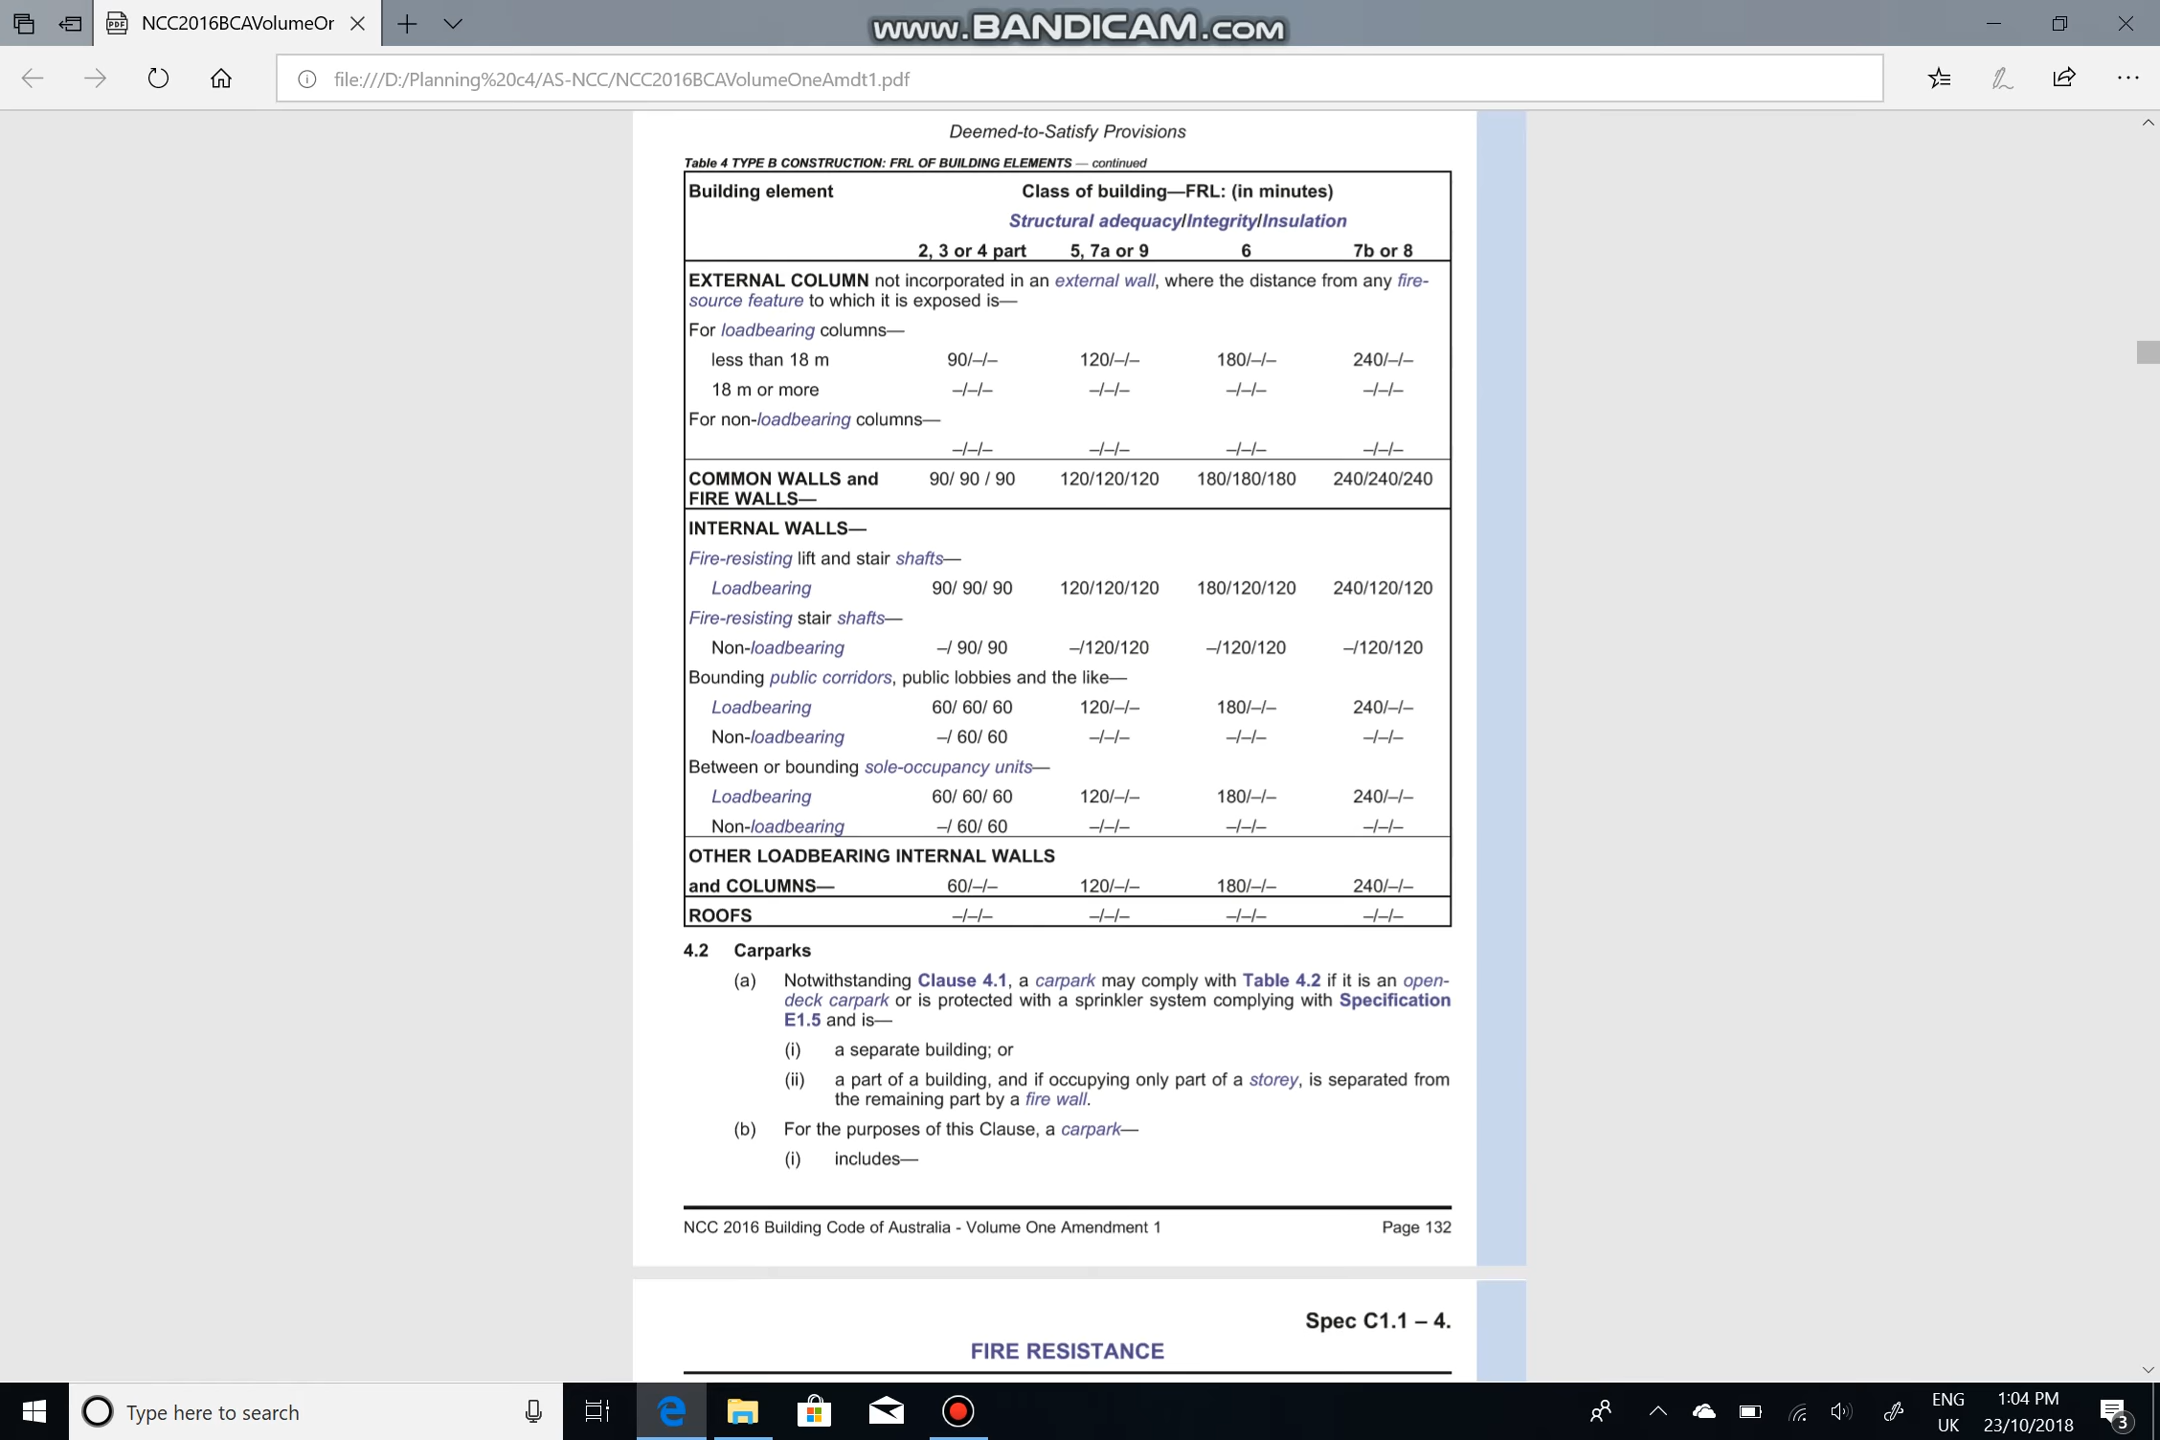 NCC2016BCAVolumeOr
www.BANDICAM.com
file:///D:/Planning%20c4/AS-NCC/NCC2016BCAVolumeOneAmdt1.pdf
Deemed-to-Satisfy Provisions
Table 4 TYPE B CONSTRUCTION: FRL OF BUILDING ELEMENTS — continued
Building element Class of building—FRL: (in minutes)
Structural adequacy/Integrity/Insulation
2, 3 or 4 part 5, 7a or 9 6 7b or 8
EXTERNAL COLUMN not incorporated in an external wall, where the distance from any fire-
source feature to which it is exposed is—
For loadbearing columns—
less than 18 m 90/–/– 120/–/– 180/–/– 240/–/–
18 m or more –/–/– –/–/– –/–/– –/–/–
For non-loadbearing columns—
–/–/– –/–/– –/–/– –/–/–
COMMON WALLS and 90/ 90 / 90 120/120/120 180/180/180 240/240/240
FIRE WALLS—
INTERNAL WALLS—
Fire-resisting lift and stair shafts—
Loadbearing 90/ 90/ 90 120/120/120 180/120/120 240/120/120
Fire-resisting stair shafts—
Non-loadbearing –/ 90/ 90 –/120/120 –/120/120 –/120/120
Bounding public corridors, public lobbies and the like—
Loadbearing 60/ 60/ 60 120/–/– 180/–/– 240/–/–
Non-loadbearing –/ 60/ 60 –/–/– –/–/– –/–/–
Between or bounding sole-occupancy units—
Loadbearing 60/ 60/ 60 120/–/– 180/–/– 240/–/–
Non-loadbearing –/ 60/ 60 –/–/– –/–/– –/–/–
OTHER LOADBEARING INTERNAL WALLS
and COLUMNS— 60/–/– 120/–/– 180/–/– 240/–/–
ROOFS –/–/– –/–/– –/–/– –/–/–
4.2 Carparks
(a) Notwithstanding Clause 4.1, a carpark may comply with Table 4.2 if it is an open-
deck carpark or is protected with a sprinkler system complying with Specification
E1.5 and is—
(i) a separate building; or
(ii) a part of a building, and if occupying only part of a storey, is separated from
the remaining part by a fire wall.
(b) For the purposes of this Clause, a carpark—
(i) includes—
NCC 2016 Building Code of Australia - Volume One Amendment 1 Page 132
Spec C1.1 – 4.
FIRE RESISTANCE
Type here to search
ENG 1:04 PM
UK 23/10/2018 3